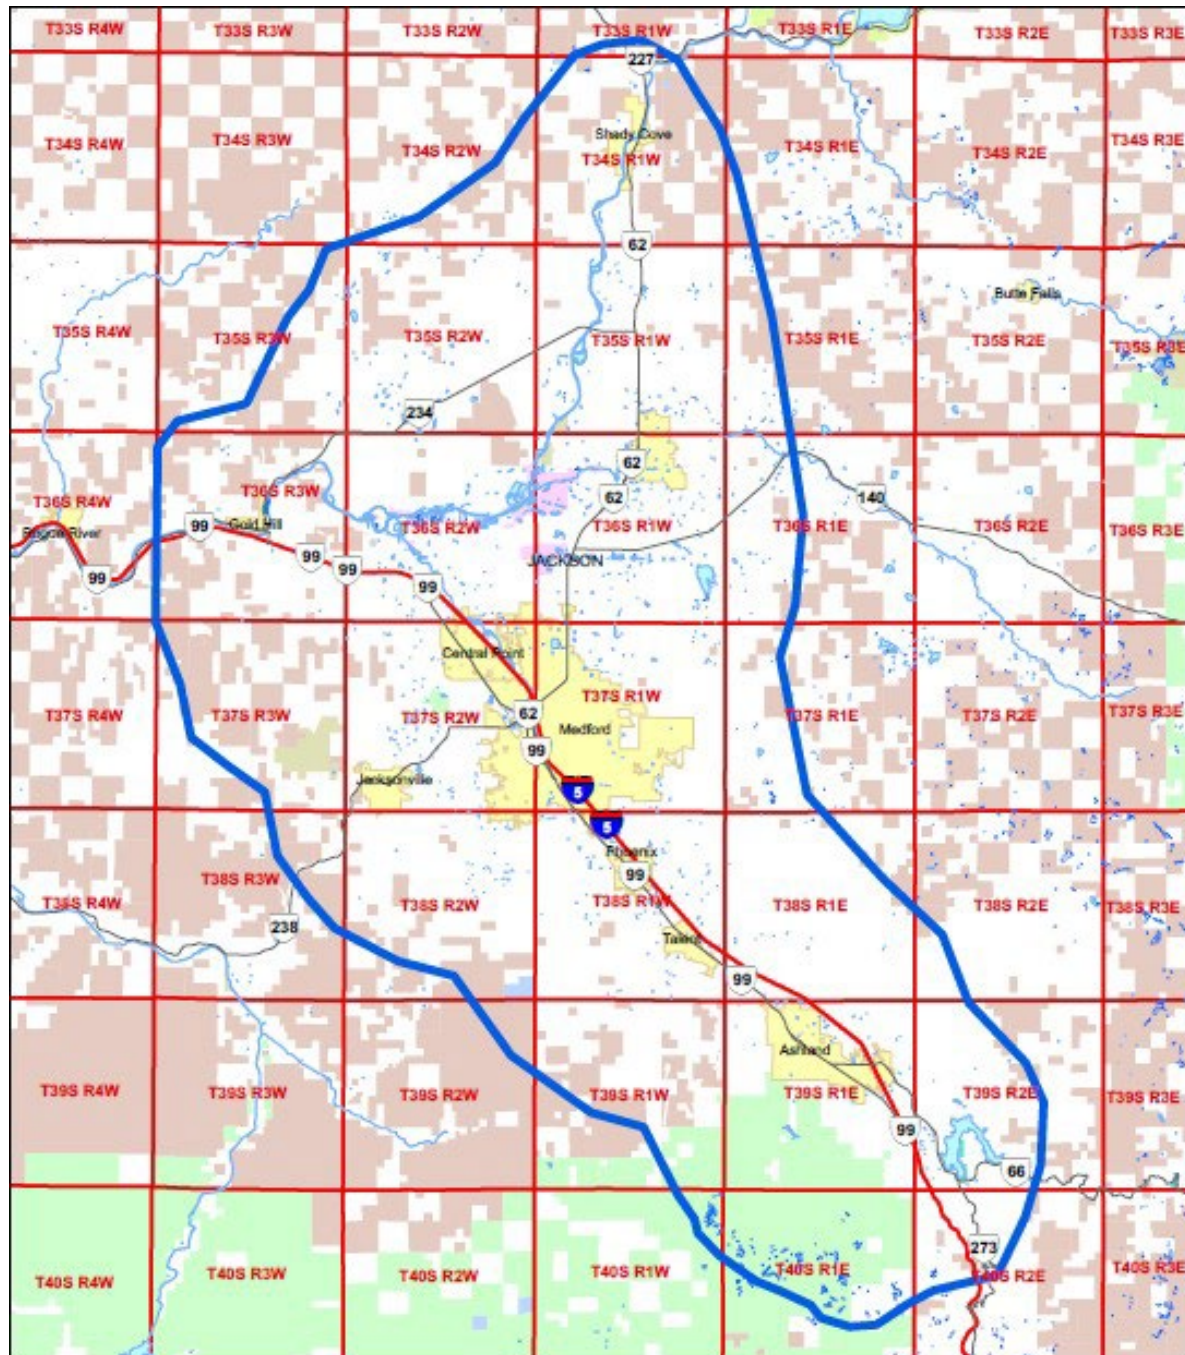 T33S R4W
T33S R3W
T33S R2W
T33S R1W
T33S R1E
T33S R2E
T33S R3E
227
Shady Cove
T34S R4W
T34S R3W
T34S R2W
T34S R1W
T34S R1E
T34S R2E
T34S R3E
62
Butte Falls
T35S R4W
T35S R3W
T35S R2W
T35S R1W
T35S R1E
T35S R2E
T35S R3E
234
62
62
140
T36S R4W
T36S R3W
T36S R2W
T36S R1W
T36S R1E
T36S R2E
T36S R3E
Rogue River
99
Gold Hill
99
99
99
99
JACKSON
Central Point
T37S R4W
T37S R3W
T37S R2W
T37S R1W
T37S R1E
T37S R2E
T37S R3E
62
Medford
99
Jacksonville
5
5
Phoenix
99
T38S R4W
T38S R3W
T38S R2W
T38S R1W
T38S R1E
T38S R2E
T38S R3E
238
Talent
99
Ashland
T39S R4W
T39S R3W
T39S R2W
T39S R1W
T39S R1E
T39S R2E
T39S R3E
99
66
273
T40S R4W
T40S R3W
T40S R2W
T40S R1W
T40S R1E
T40S R2E
T40S R3E